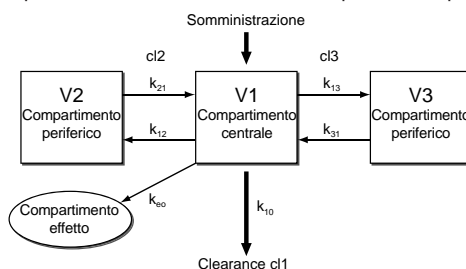 Somministrazione
cl2
cl3
V2
Compartimento
periferico
k21
k12
V1
Compartimento
centrale
k13
k31
V3
Compartimento
periferico
Compartimento
effetto
keo
k10
Clearance cl1